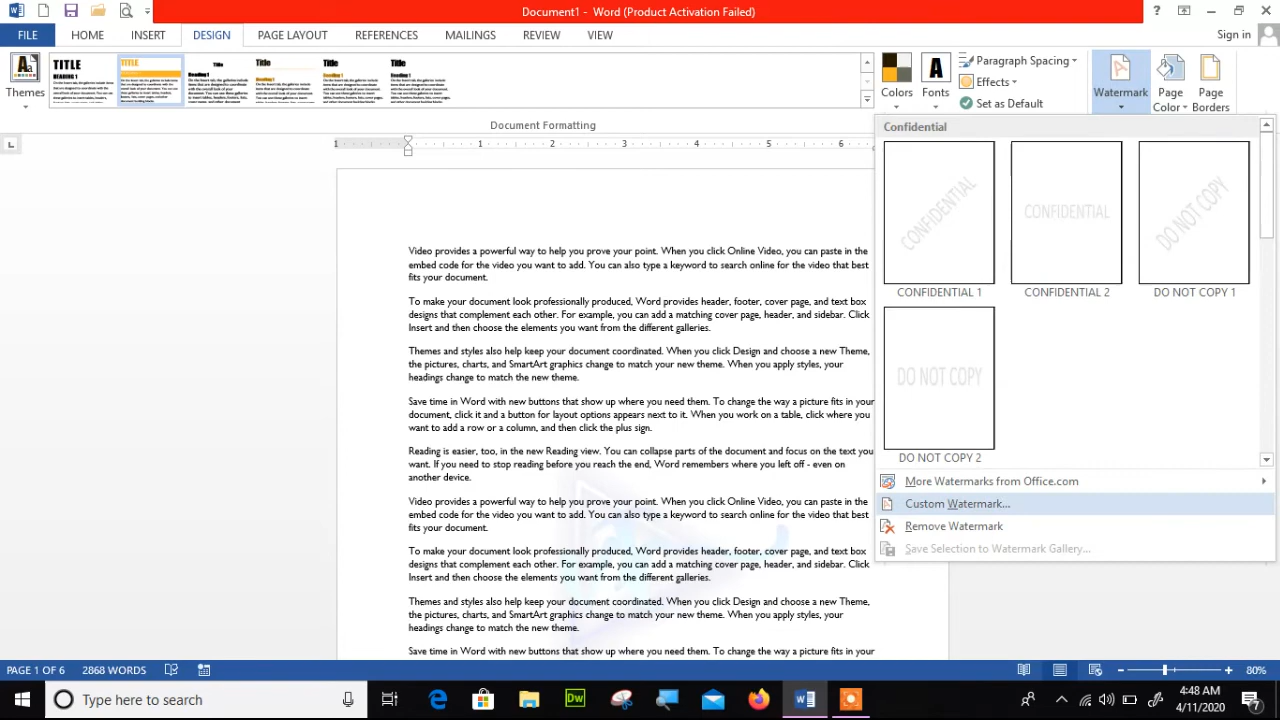 Document1 - Word (Product Activation Failed)
FILE HOME INSERT DESIGN PAGE LAYOUT REFERENCES MAILINGS REVIEW VIEW Sign in
Themes
TITLE
HEADING 1
TITLE
Title
Heading 1
Title
Heading 1
Title
Heading 1
Title
Heading 1
Colors
Fonts
Paragraph Spacing
Effects
Set as Default
Watermark
Page Color
Page Borders
Document Formatting
1 1 2 3 4 5 6
Video provides a powerful way to help you prove your point. When you click Online Video, you can paste in the
embed code for the video you want to add. You can also type a keyword to search online for the video that best
fits your document.
To make your document look professionally produced, Word provides header, footer, cover page, and text box
designs that complement each other. For example, you can add a matching cover page, header, and sidebar. Click
Insert and then choose the elements you want from the different galleries.
Themes and styles also help keep your document coordinated. When you click Design and choose a new Theme,
the pictures, charts, and SmartArt graphics change to match your new theme. When you apply styles, your
headings change to match the new theme.
Save time in Word with new buttons that show up where you need them. To change the way a picture fits in your
document, click it and a button for layout options appears next to it. When you work on a table, click where you
want to add a row or a column, and then click the plus sign.
Reading is easier, too, in the new Reading view. You can collapse parts of the document and focus on the text you
want. If you need to stop reading before you reach the end, Word remembers where you left off - even on
another device.
Video provides a powerful way to help you prove your point. When you click Online Video, you can paste in the
embed code for the video you want to add. You can also type a keyword to search online for the video that best
fits your document.
To make your document look professionally produced, Word provides header, footer, cover page, and text box
designs that complement each other. For example, you can add a matching cover page, header, and sidebar. Click
Insert and then choose the elements you want from the different galleries.
Themes and styles also help keep your document coordinated. When you click Design and choose a new Theme,
the pictures, charts, and SmartArt graphics change to match your new theme. When you apply styles, your
headings change to match the new theme.
Save time in Word with new buttons that show up where you need them. To change the way a picture fits in your
Confidential
CONFIDENTIAL
CONFIDENTIAL
DO NOT COPY
CONFIDENTIAL 1
CONFIDENTIAL 2
DO NOT COPY 1
DO NOT COPY
DO NOT COPY 2
More Watermarks from Office.com
Custom Watermark...
Remove Watermark
Save Selection to Watermark Gallery...
PAGE 1 OF 6 2868 WORDS 80%
Type here to search
Dw
4:48 AM
4/11/2020
7